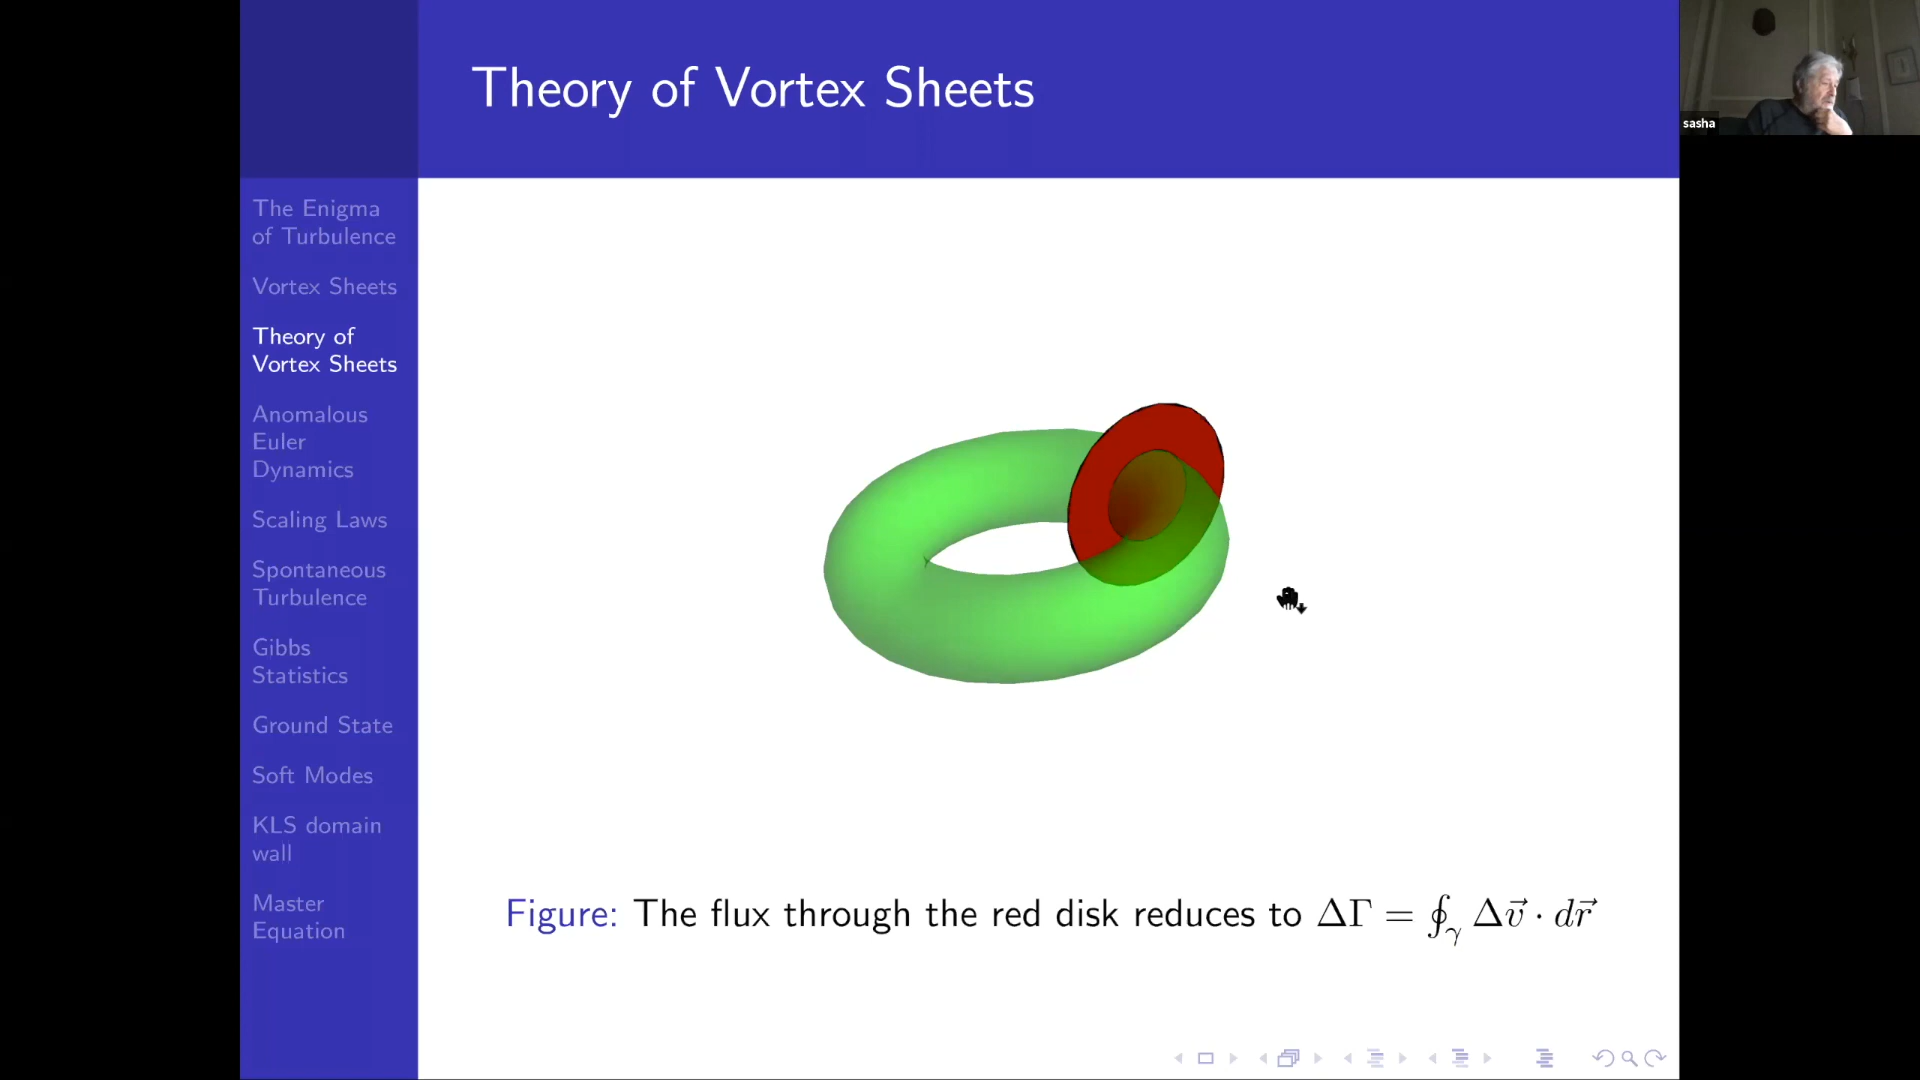 Theory of Vortex Sheets
sasha
The Enigma
of Turbulence
Vortex Sheets
Theory of
Vortex Sheets
Anomalous
Euler
Dynamics
Scaling Laws
Spontaneous
Turbulence
Gibbs
Statistics
Ground State
Soft Modes
KLS domain
wall
Master
Equation
Figure: The flux through the red disk reduces to ΔΓ = ∮_γ Δv⃗ · dr⃗